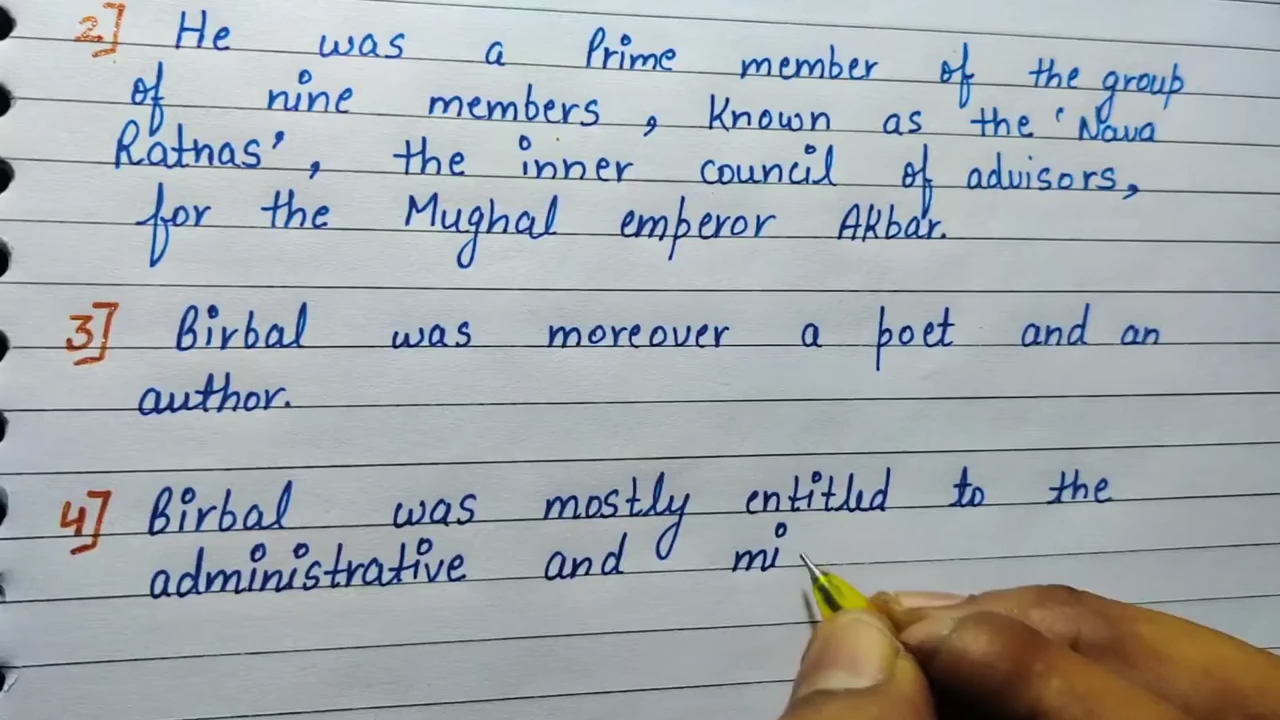 2] He was a Prime member of the group
of nine members, Known as the 'Nava
Ratnas', the inner council of advisors,
for the Mughal emperor Akbar.
3] Birbal was moreover a poet and an
author.
4] Birbal was mostly entitled to the
administrative and mi